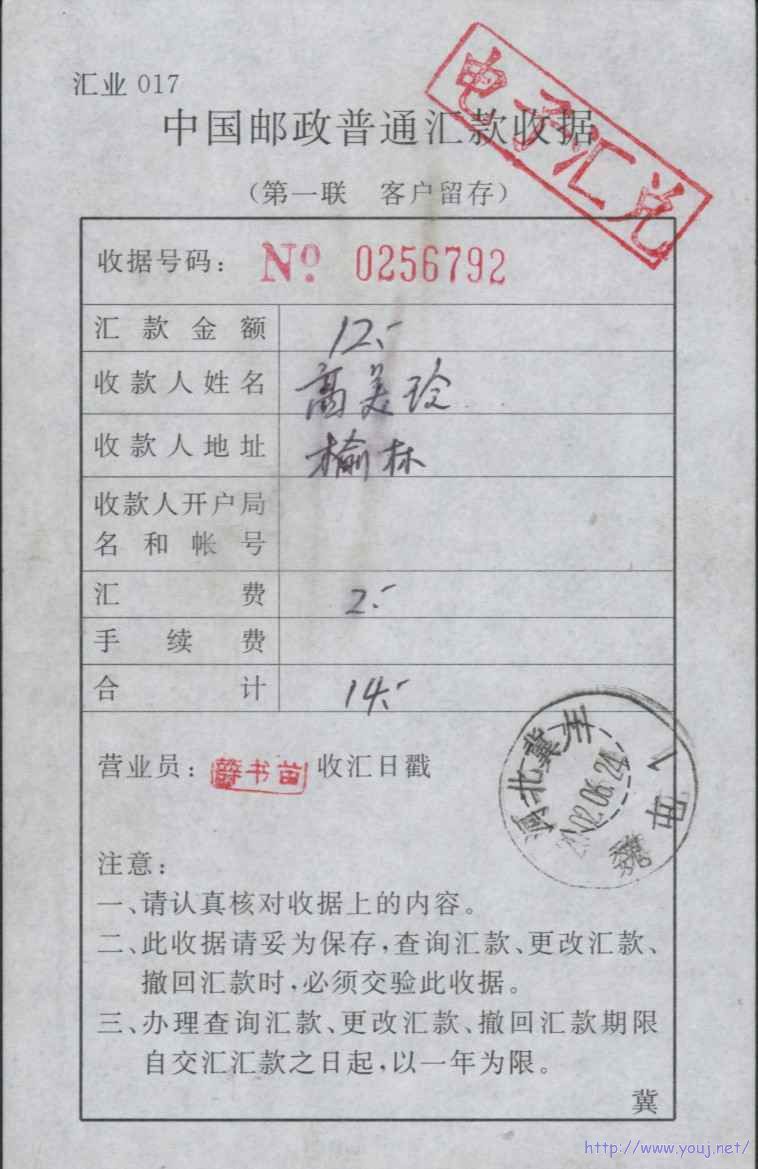 汇业 017
电子汇兑
中国邮政普通汇款收据
（第一联 客户留存）
收据号码： Nº 0256792
汇款金额 12.-
收款人姓名 高美玲
收款人地址 榆林
收款人开户局
名和帐号
汇费 2.-
手续费
合计 14.-
营业员： 薛书苗 收汇日戳
河北冀州
2002.06.24
魏屯
注意：
一、请认真核对收据上的内容。
二、此收据请妥为保存，查询汇款、更改汇款、
撤回汇款时，必须交验此收据。
三、办理查询汇款、更改汇款、撤回汇款期限
自交汇汇款之日起，以一年为限。
冀
http://www.youj.net/